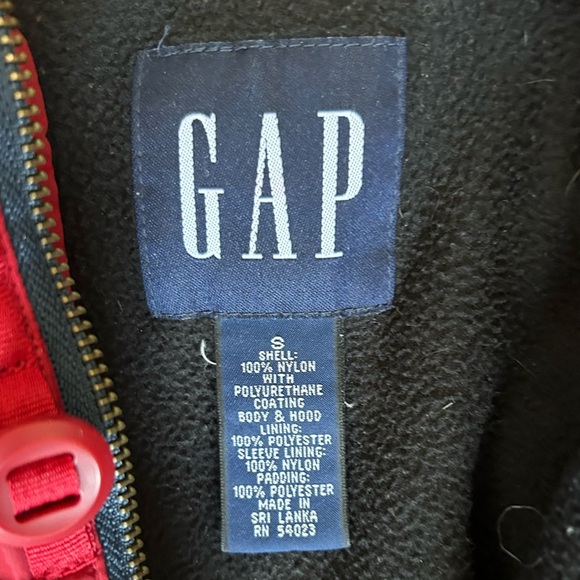 GAP
S
SHELL:
100% NYLON
WITH
POLYURETHANE
COATING
BODY & HOOD
LINING:
100% POLYESTER
SLEEVE LINING:
100% NYLON
PADDING:
100% POLYESTER
MADE IN
SRI LANKA
RN 54023